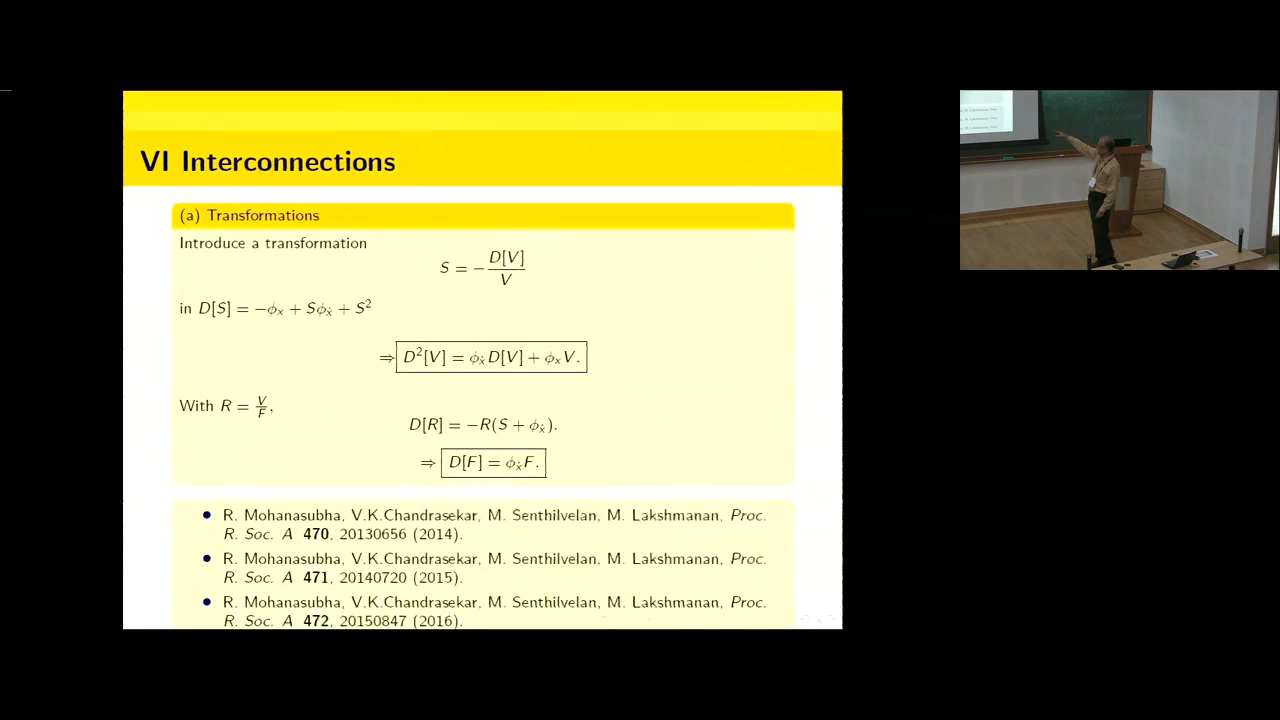 VI Interconnections
(a) Transformations
Introduce a transformation
S = − D[V] / V
in D[S] = −ϕₓ + Sϕ_ẋ + S²
⇒ D²[V] = ϕ_ẋ D[V] + ϕₓ V.
With R = V/F,
D[R] = −R(S + ϕ_ẋ).
⇒ D[F] = ϕ_ẋ F.
• R. Mohanasubha, V.K.Chandrasekar, M. Senthilvelan, M. Lakshmanan, Proc.
R. Soc. A 470, 20130656 (2014).
• R. Mohanasubha, V.K.Chandrasekar, M. Senthilvelan, M. Lakshmanan, Proc.
R. Soc. A 471, 20140720 (2015).
• R. Mohanasubha, V.K.Chandrasekar, M. Senthilvelan, M. Lakshmanan, Proc.
R. Soc. A 472, 20150847 (2016).